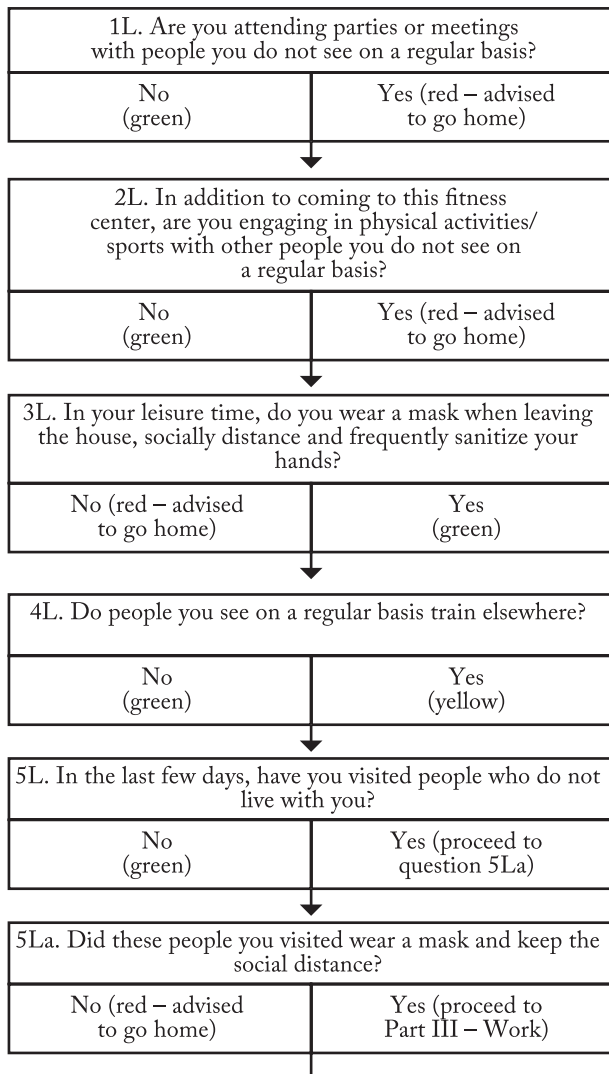 1L. Are you attending parties or meetings
with people you do not see on a regular basis?
No
(green)
Yes (red – advised
to go home)
2L. In addition to coming to this fitness
center, are you engaging in physical activities/
sports with other people you do not see on
a regular basis?
No
(green)
Yes (red – advised
to go home)
3L. In your leisure time, do you wear a mask when leaving
the house, socially distance and frequently sanitize your
hands?
No (red – advised
to go home)
Yes
(green)
4L. Do people you see on a regular basis train elsewhere?
No
(green)
Yes
(yellow)
5L. In the last few days, have you visited people who do not
live with you?
No
(green)
Yes (proceed to
question 5La)
5La. Did these people you visited wear a mask and keep the
social distance?
No (red – advised
to go home)
Yes (proceed to
Part III – Work)